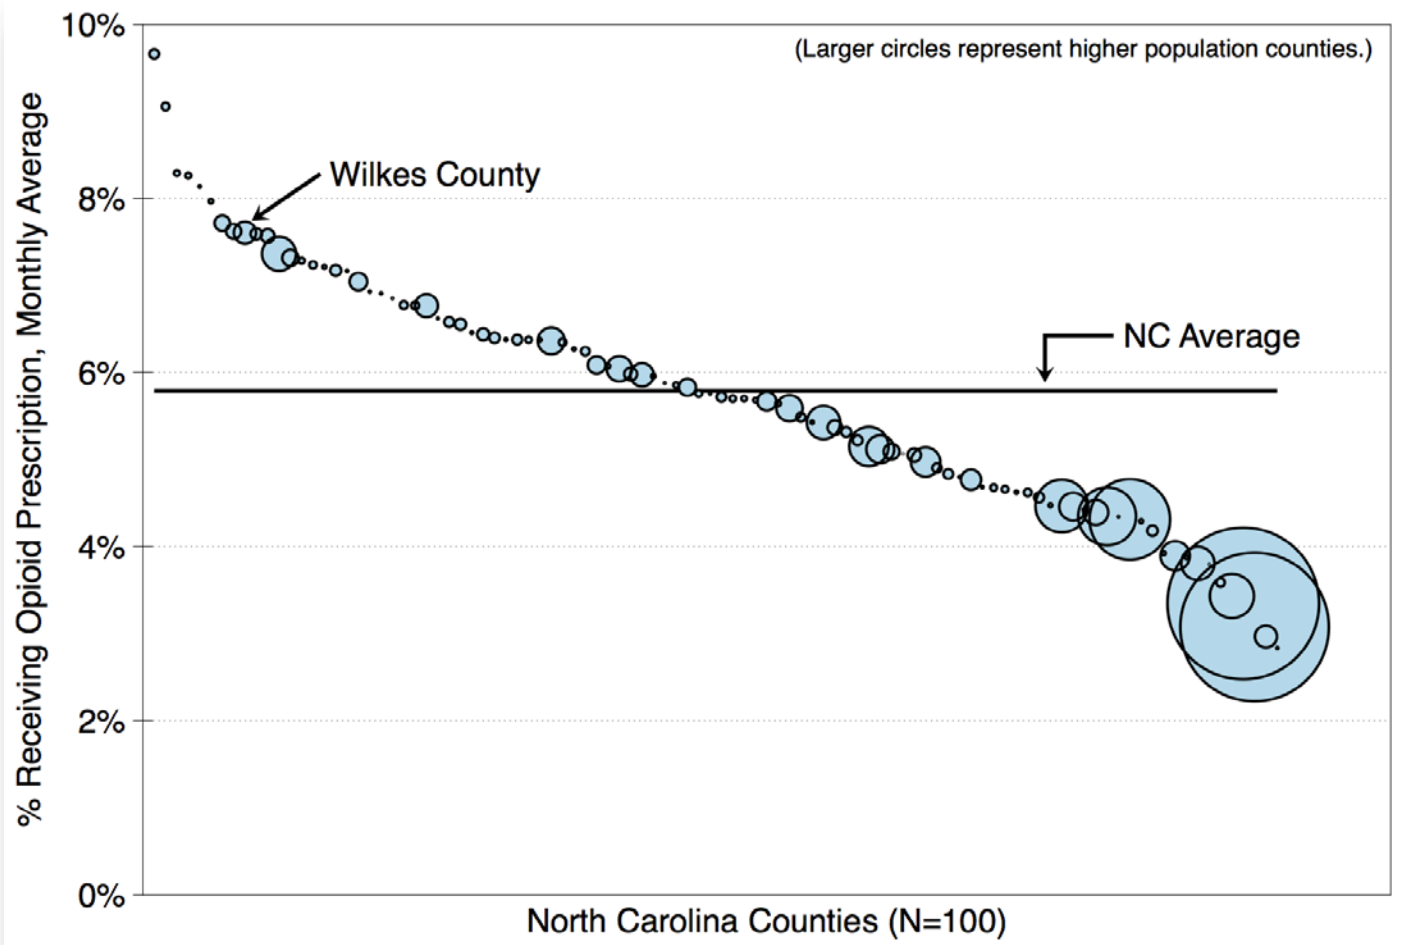 10%
(Larger circles represent higher population counties.)
Wilkes County
8%
NC Average
6%
4%
2%
0%
% Receiving Opioid Prescription, Monthly Average
North Carolina Counties (N=100)